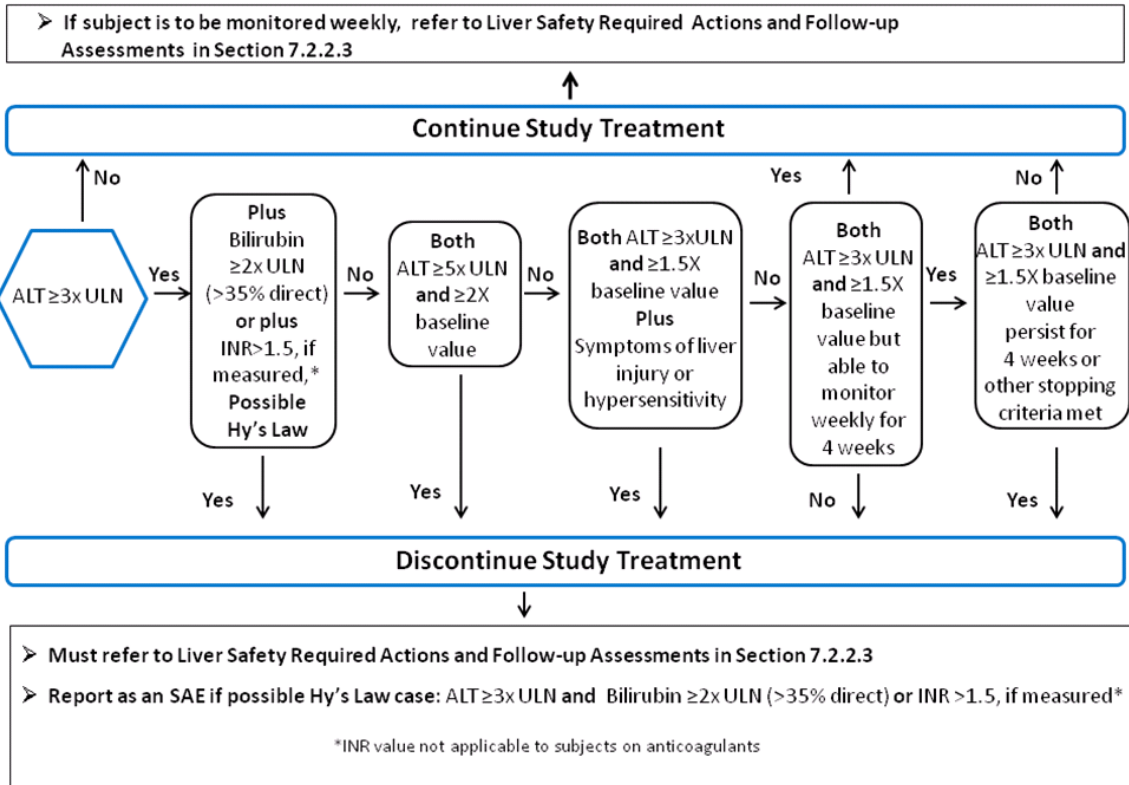 ➢ If subject is to be monitored weekly, refer to Liver Safety Required Actions and Follow-up
Assessments in Section 7.2.2.3
Continue Study Treatment
No
Yes
No
ALT ≥3x ULN
Yes
Plus
Bilirubin
≥2x ULN
(>35% direct)
or plus
INR>1.5, if
measured,*
Possible
Hy's Law
No
Both
ALT ≥5x ULN
and ≥2X
baseline
value
No
Both ALT ≥3xULN
and ≥1.5X
baseline value
Plus
Symptoms of liver
injury or
hypersensitivity
No
Both
ALT ≥3x ULN
and ≥1.5X
baseline
value but
able to
monitor
weekly for
4 weeks
Yes
Both
ALT ≥3x ULN and
≥1.5X baseline
value
persist for
4 weeks or
other stopping
criteria met
Yes
Yes
Yes
No
Yes
Discontinue Study Treatment
➢ Must refer to Liver Safety Required Actions and Follow-up Assessments in Section 7.2.2.3
➢ Report as an SAE if possible Hy's Law case: ALT ≥3x ULN and Bilirubin ≥2x ULN (>35% direct) or INR >1.5, if measured*
*INR value not applicable to subjects on anticoagulants